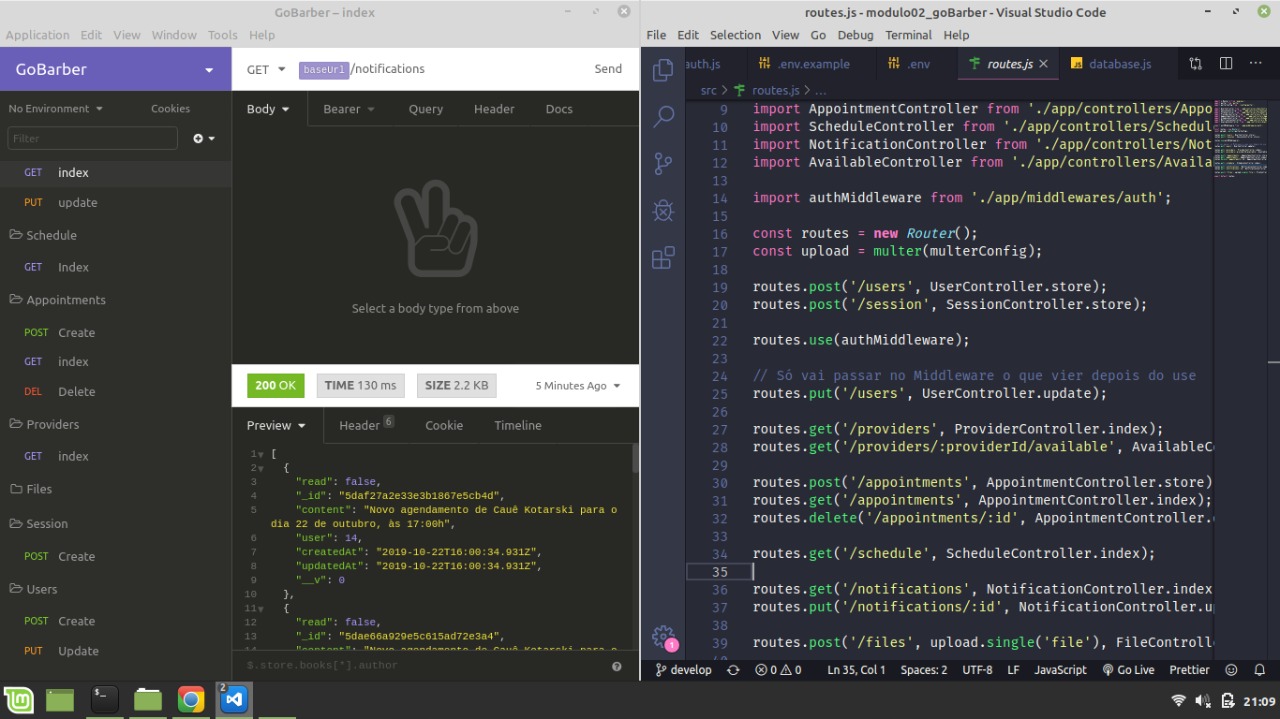 GoBarber – index
Application Edit View Window Tools Help
GoBarber
No Environment Cookies
Filter
GET index
PUT update
Schedule
GET Index
Appointments
POST Create
GET index
DEL Delete
Providers
GET index
Files
Session
POST Create
Users
POST Create
PUT Update
GET baseUrl/notifications Send
Body Bearer Query Header Docs
Select a body type from above
200 OK TIME 130 ms SIZE 2.2 KB 5 Minutes Ago
Preview Header 6 Cookie Timeline
1 [
2 {
3 "read": false,
4 "_id": "5daf27a2e33e3b1867e5cb4d",
5 "content": "Novo agendamento de Cauê Kotarski para o
dia 22 de outubro, às 17:00h",
6 "user": 14,
7 "createdAt": "2019-10-22T16:00:34.931Z",
8 "updatedAt": "2019-10-22T16:00:34.931Z",
9 "__v": 0
10 },
11 {
12 "read": false,
13 "_id": "5dae66a929e5c615ad72e3a4",
"content": "Novo agendamento de Cauê Kotarski para o
$.store.books[*].author
routes.js - modulo02_goBarber - Visual Studio Code
File Edit Selection View Go Debug Terminal Help
auth.js .env.example .env routes.js database.js
src > routes.js > ...
9 import AppointmentController from './app/controllers/Appo
10 import ScheduleController from './app/controllers/Schedul
11 import NotificationController from './app/controllers/Not
12 import AvailableController from './app/controllers/Availa
13
14 import authMiddleware from './app/middlewares/auth';
15
16 const routes = new Router();
17 const upload = multer(multerConfig);
18
19 routes.post('/users', UserController.store);
20 routes.post('/session', SessionController.store);
21
22 routes.use(authMiddleware);
23
24 // Só vai passar no Middleware o que vier depois do use
25 routes.put('/users', UserController.update);
26
27 routes.get('/providers', ProviderController.index);
28 routes.get('/providers/:providerId/available', AvailableCo
29
30 routes.post('/appointments', AppointmentController.store)
31 routes.get('/appointments', AppointmentController.index);
32 routes.delete('/appointments/:id', AppointmentController.
33
34 routes.get('/schedule', ScheduleController.index);
35
36 routes.get('/notifications', NotificationController.index
37 routes.put('/notifications/:id', NotificationController.up
38
39 routes.post('/files', upload.single('file'), FileControlle
1
develop 0 0 Ln 35, Col 1 Spaces: 2 UTF-8 LF JavaScript Go Live Prettier
2
21:09